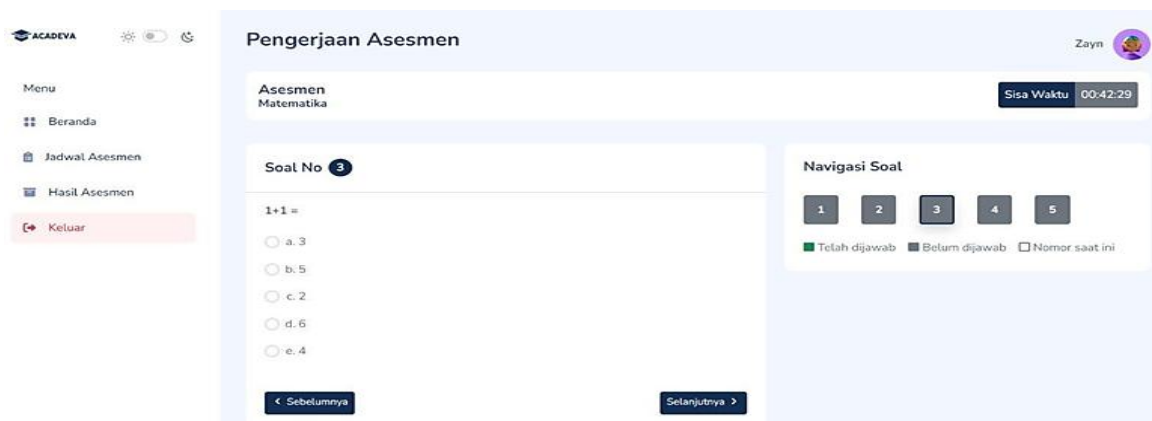 ACADEVA
Menu
Beranda
Jadwal Asesmen
Hasil Asesmen
Keluar
Pengerjaan Asesmen
Zayn
Asesmen
Matematika
Sisa Waktu 00:42:29
Soal No 3
1+1 =
a. 3
b. 5
c. 2
d. 6
e. 4
Sebelumnya
Selanjutnya
Navigasi Soal
1 2 3 4 5
Telah dijawab Belum dijawab Nomor saat ini